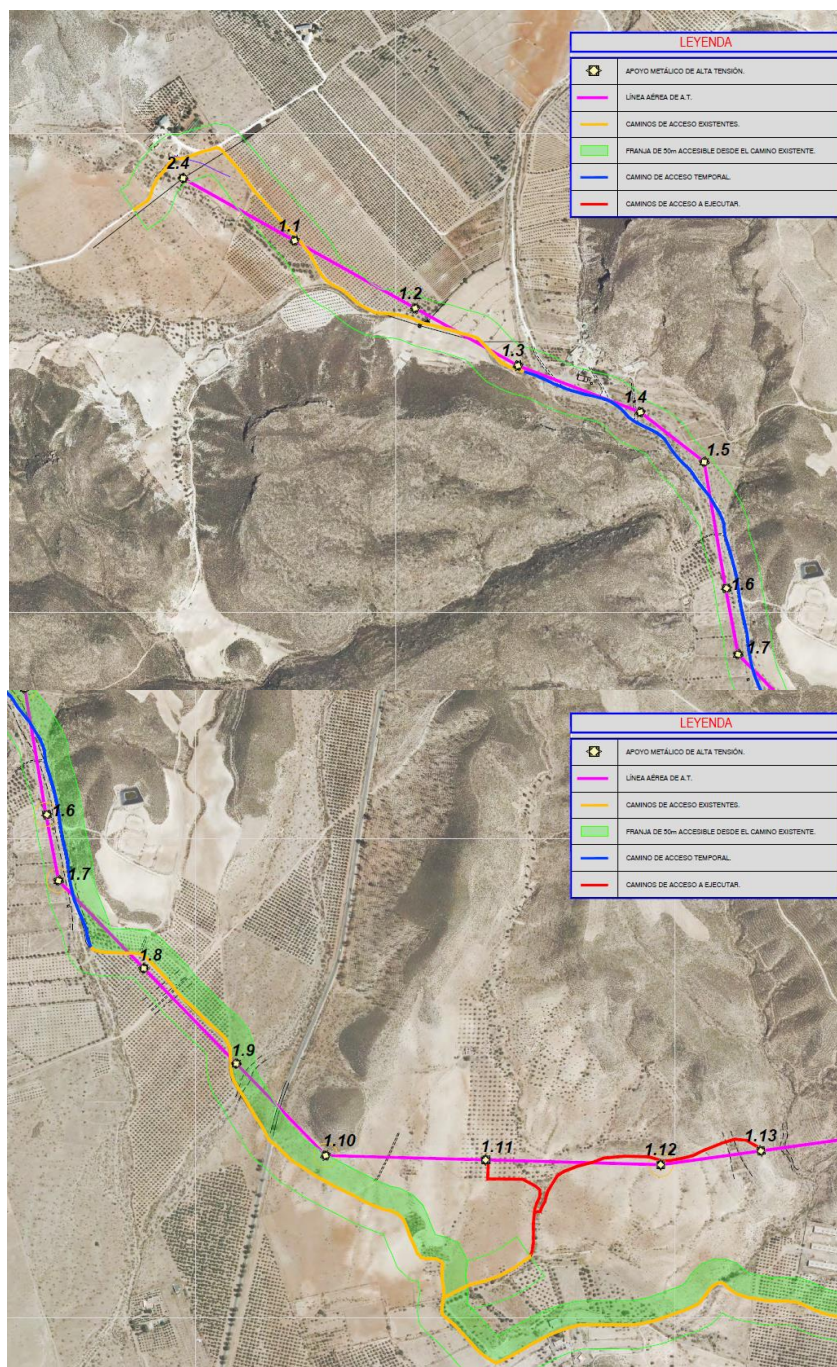 LEYENDA
APOYO METÁLICO DE ALTA TENSIÓN.
LÍNEA AÉREA DE A.T.
CAMINOS DE ACCESO EXISTENTES.
FRANJA DE 50m ACCESIBLE DESDE EL CAMINO EXISTENTE.
CAMINO DE ACCESO TEMPORAL.
CAMINOS DE ACCESO A EJECUTAR.
2.4
1.1
1.2
1.3
1.4
1.5
1.6
1.7
LEYENDA
APOYO METÁLICO DE ALTA TENSIÓN.
LÍNEA AÉREA DE A.T.
CAMINOS DE ACCESO EXISTENTES.
FRANJA DE 50m ACCESIBLE DESDE EL CAMINO EXISTENTE.
CAMINO DE ACCESO TEMPORAL.
CAMINOS DE ACCESO A EJECUTAR.
1.6
1.7
1.8
1.9
1.10
1.11
1.12
1.13